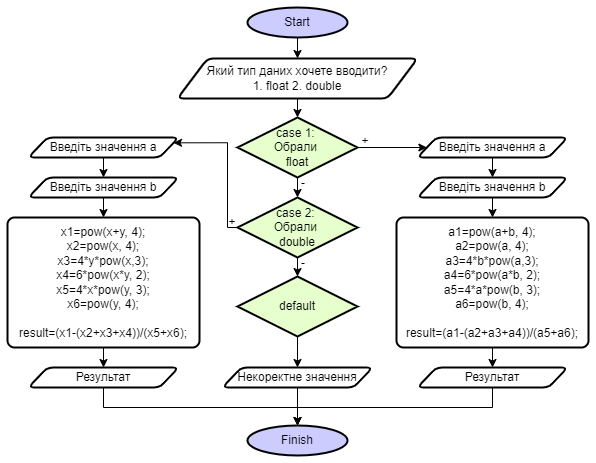 Start
Який тип даних хочете вводити?
1. float 2. double
case 1:
Обрали
float
+
-
Введіть значення a
Введіть значення b
a1=pow(a+b, 4);
a2=pow(a, 4);
a3=4*b*pow(a,3);
a4=6*pow(a*b, 2);
a5=4*a*pow(b, 3);
a6=pow(b, 4);
result=(a1-(a2+a3+a4))/(a5+a6);
Результат
case 2:
Обрали
double
+
-
Введіть значення a
Введіть значення b
x1=pow(x+y, 4);
x2=pow(x, 4);
x3=4*y*pow(x,3);
x4=6*pow(x*y, 2);
x5=4*x*pow(y, 3);
x6=pow(y, 4);
result=(x1-(x2+x3+x4))/(x5+x6);
Результат
default
Некоректне значення
Finish